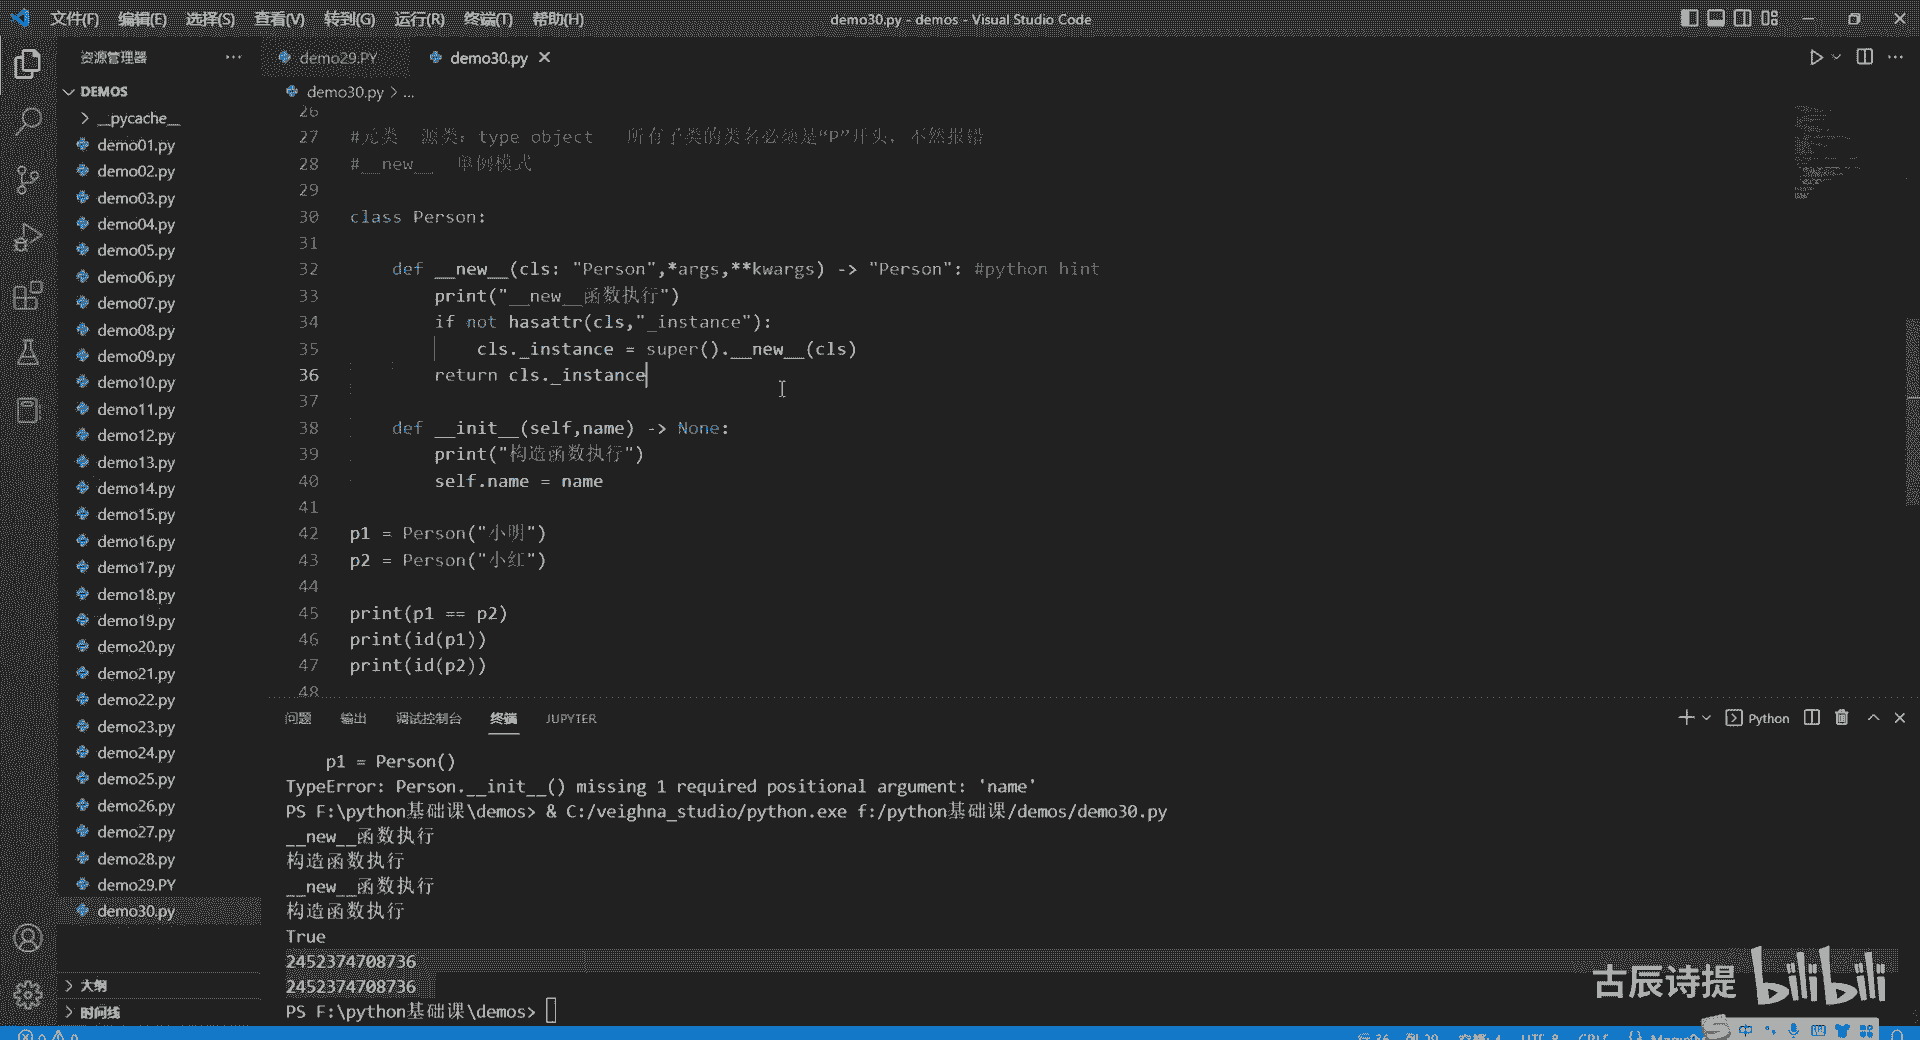 文件(F) 编辑(E) 选择(S) 查看(V) 转到(G) 运行(R) 终端(T) 帮助(H)
demo30.py - demos - Visual Studio Code
资源管理器 ···
demo29.PY
demo30.py
DEMOS
demo30.py > ...
__pycache__
demo01.py
demo02.py
demo03.py
demo04.py
demo05.py
demo06.py
demo07.py
demo08.py
demo09.py
demo10.py
demo11.py
demo12.py
demo13.py
demo14.py
demo15.py
demo16.py
demo17.py
demo18.py
demo19.py
demo20.py
demo21.py
demo22.py
demo23.py
demo24.py
demo25.py
demo26.py
demo27.py
demo28.py
demo29.PY
demo30.py
大纲
时间线
26
27 #元类 源类：type object 所有子类的类名必须是“P”开头，不然报错
28 #__new__ 单例模式
29
30 class Person:
31
32 def __new__(cls: "Person",*args,**kwargs) -> "Person": #python hint
33 print("__new__函数执行")
34 if not hasattr(cls,"_instance"):
35 cls._instance = super().__new__(cls)
36 return cls._instance
37
38 def __init__(self,name) -> None:
39 print("构造函数执行")
40 self.name = name
41
42 p1 = Person("小明")
43 p2 = Person("小红")
44
45 print(p1 == p2)
46 print(id(p1))
47 print(id(p2))
48
问题 输出 调试控制台 终端 JUPYTER
Python
p1 = Person()
TypeError: Person.__init__() missing 1 required positional argument: 'name'
PS F:\python基础课\demos> & C:/veighna_studio/python.exe f:/python基础课/demos/demo30.py
__new__函数执行
构造函数执行
__new__函数执行
构造函数执行
True
2452374708736
2452374708736
PS F:\python基础课\demos>
古辰诗提 bilibili
中